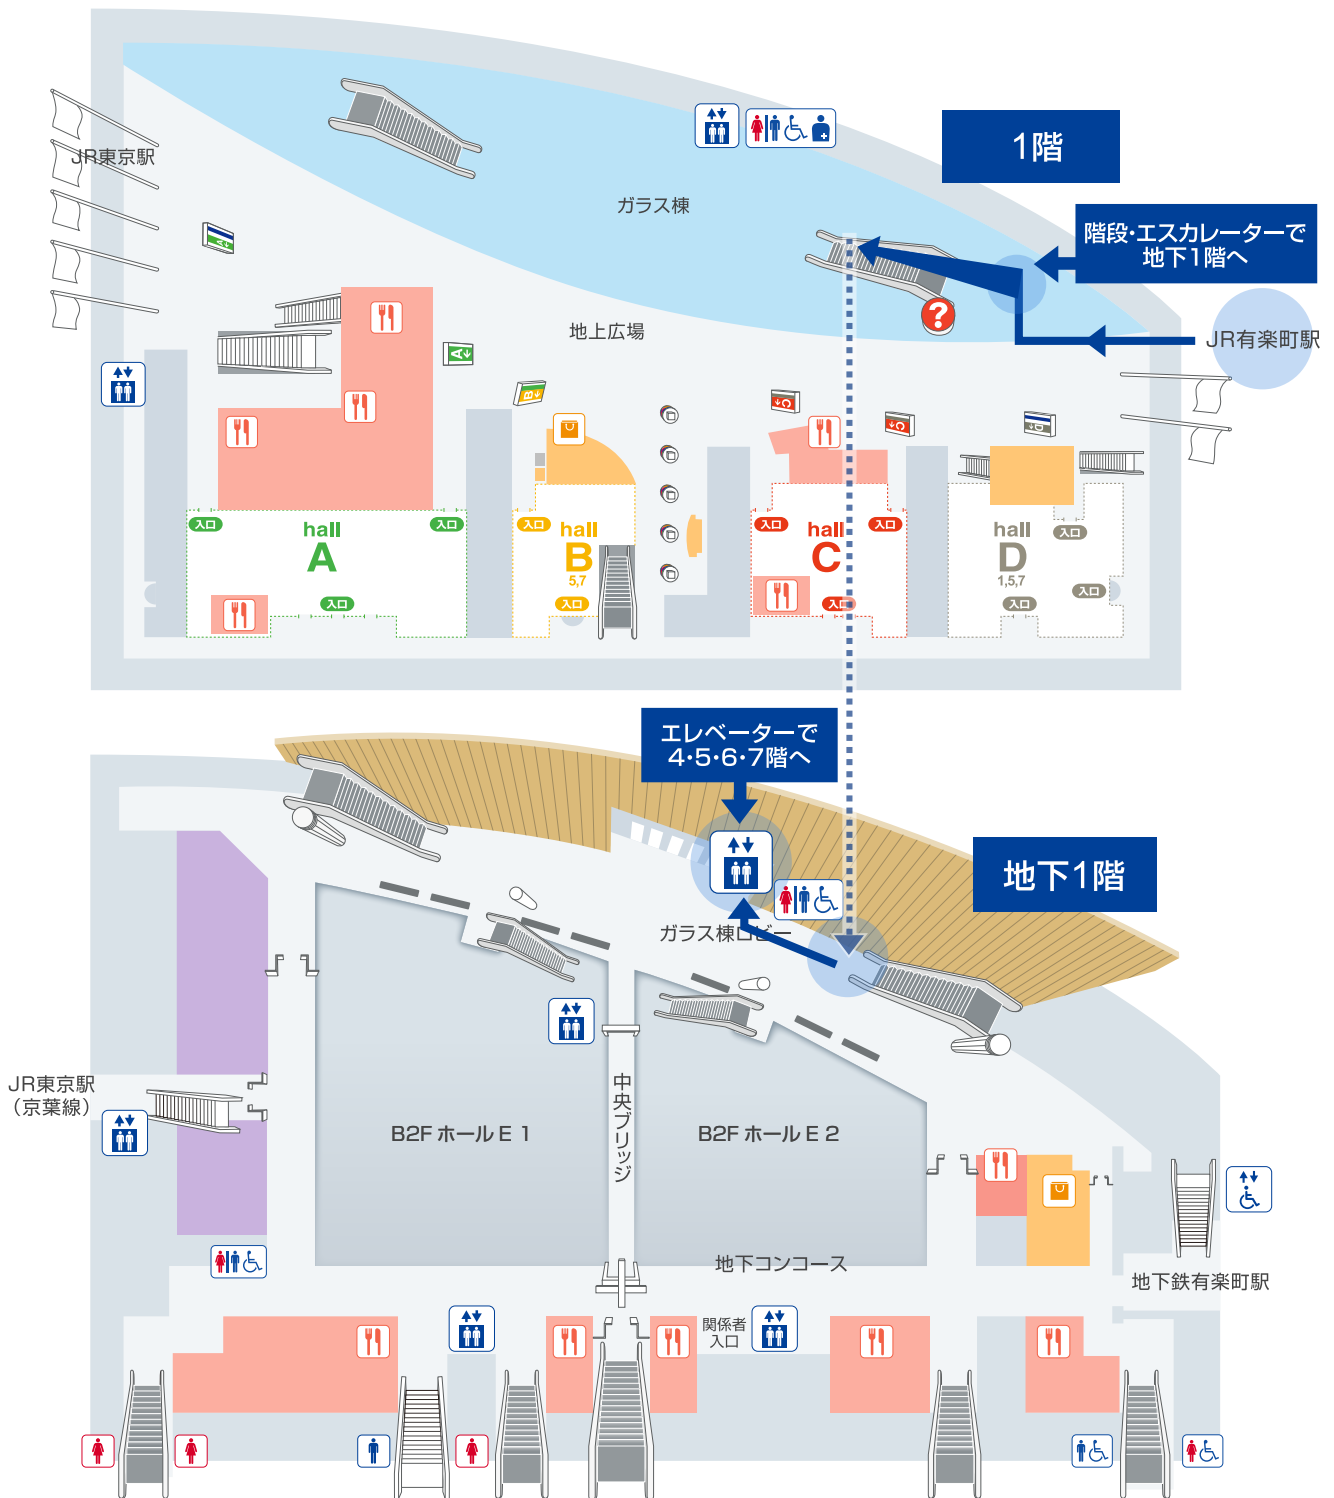 1階
JR東京駅
ガラス棟
階段・エスカレーターで
地下1階へ
地上広場
?
JR有楽町駅
A
A
B
C
C
D
入口
hall
A
入口
入口
入口
hall
B
5,7
入口
入口
hall
C
入口
入口
hall
D
1,5,7
入口
入口
入口
エレベーターで
4・5・6・7階へ
地下1階
ガラス棟ロビー
JR東京駅
(京葉線)
中央ブリッジ
B2F ホール E 1
B2F ホール E 2
地下コンコース
地下鉄有楽町駅
関係者
入口